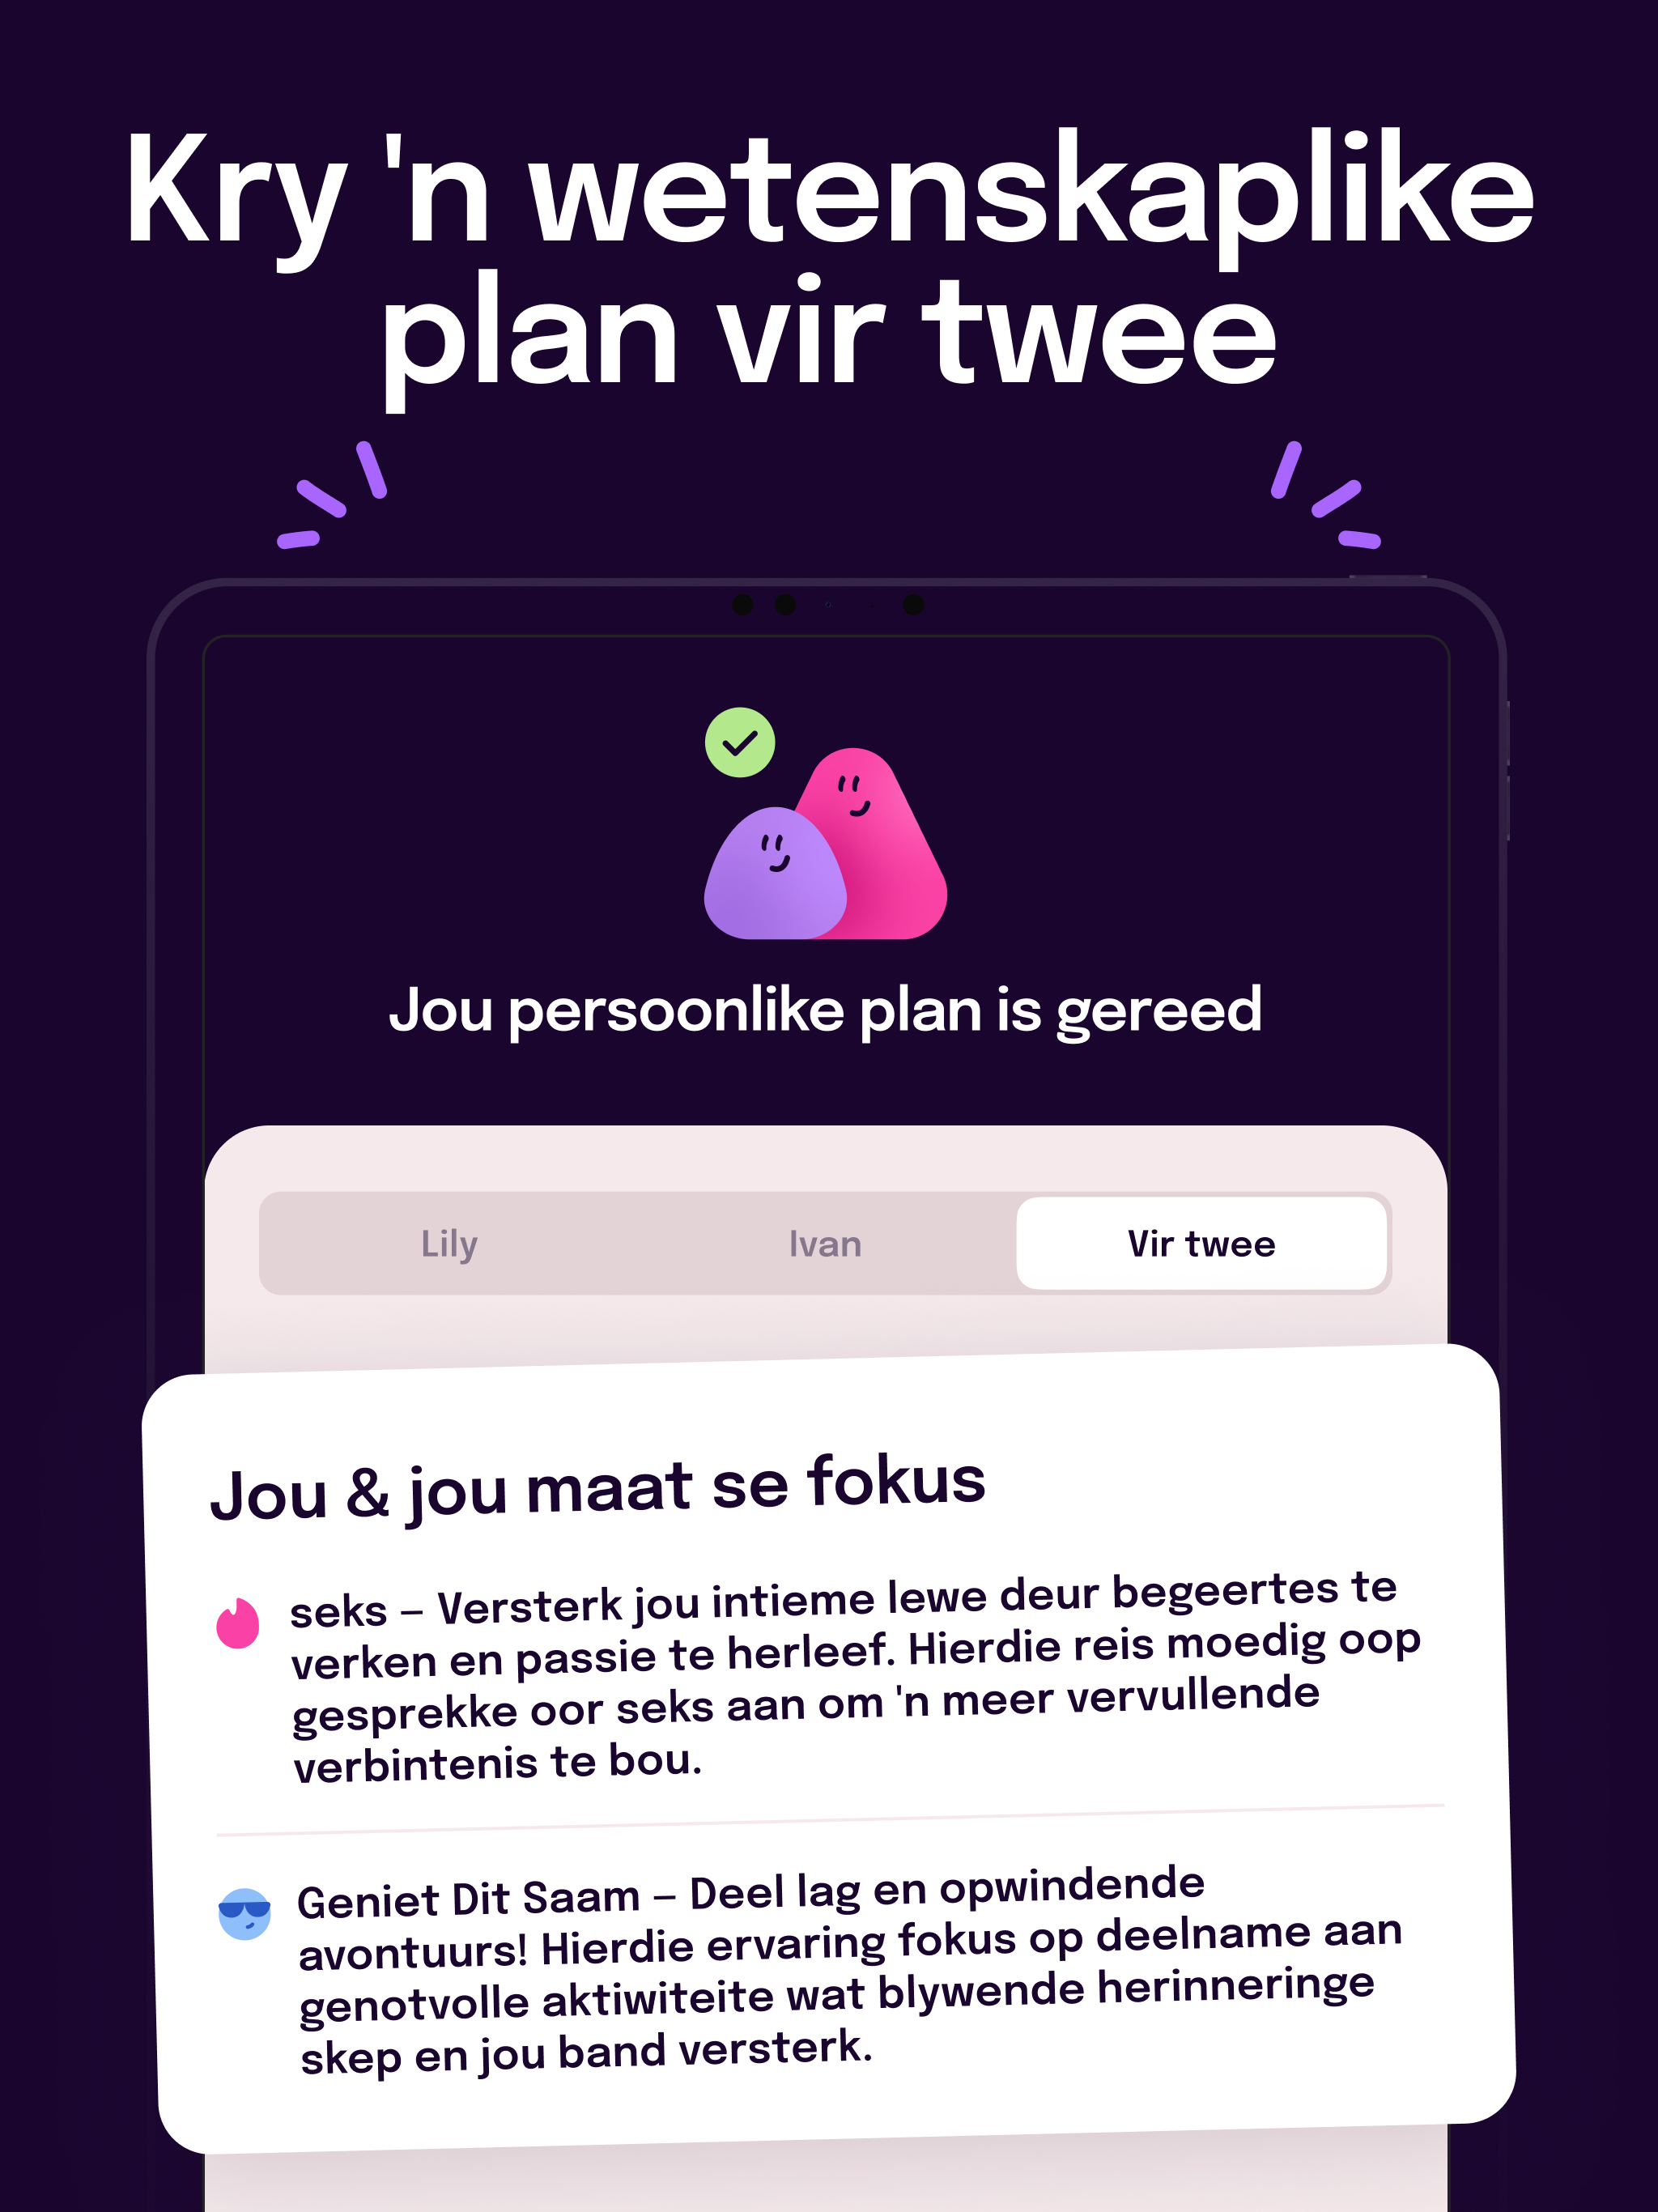 Kry 'n wetenskaplike
plan vir twee
Jou persoonlike plan is gereed
Lily
Ivan
Vir twee
Jou & jou maat se fokus
seks – Versterk jou intieme lewe deur begeertes te
verken en passie te herleef. Hierdie reis moedig oop
gesprekke oor seks aan om 'n meer vervullende
verbintenis te bou.
Geniet Dit Saam – Deel lag en opwindende
avontuurs! Hierdie ervaring fokus op deelname aan
genotvolle aktiwiteite wat blywende herinneringe
skep en jou band versterk.